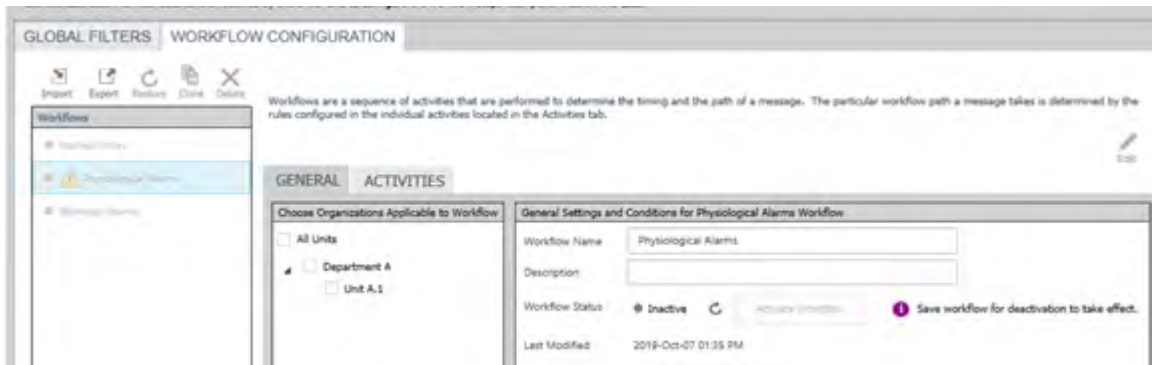 GLOBAL FILTERS WORKFLOW CONFIGURATION
Import Export Restore Clone Delete
Workflows are a sequence of activities that are performed to determine the timing and the path of a message. The particular workflow path a message takes is determined by the
rules configured in the individual activities located in the Activities tab.
Workflows
Edit
Physiological Alarms
GENERAL ACTIVITIES
Choose Organizations Applicable to Workflow
General Settings and Conditions for Physiological Alarms Workflow
All Units
Department A
Unit A.1
Workflow Name Physiological Alarms
Description
Workflow Status Inactive Save workflow for deactivation to take effect.
Last Modified 2019-Oct-07 01:35 PM